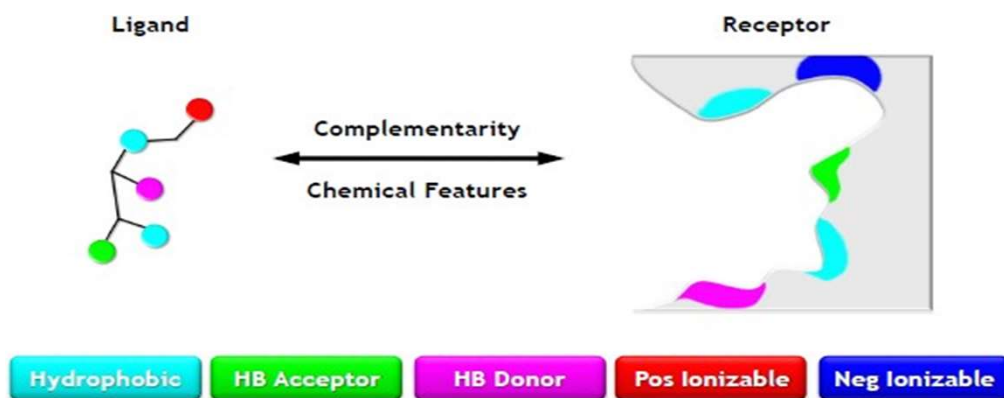 Ligand
Receptor
Complementarity
Chemical Features
Hydrophobic
HB Acceptor
HB Donor
Pos Ionizable
Neg Ionizable